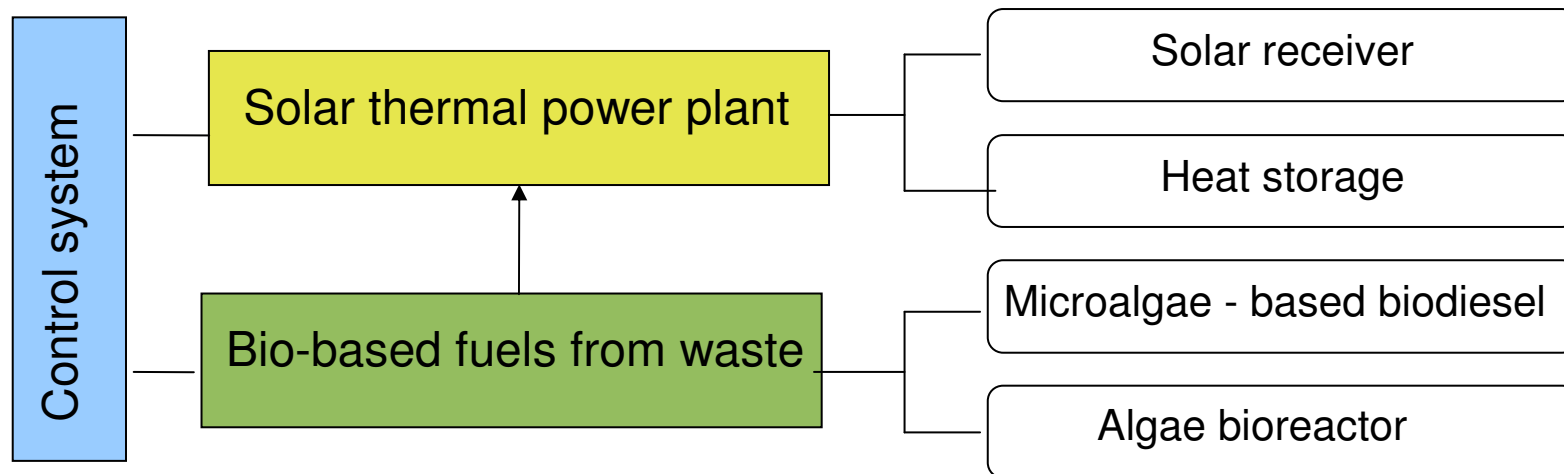 Control system
Solar thermal power plant
Solar receiver
Heat storage
Bio-based fuels from waste
Microalgae - based biodiesel
Algae bioreactor